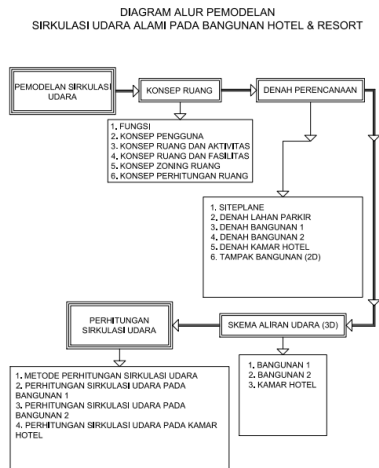 DIAGRAM ALUR PEMODELAN
SIRKULASI UDARA ALAMI PADA BANGUNAN HOTEL & RESORT
PEMODELAN SIRKULASI
UDARA
KONSEP RUANG
DENAH PERENCANAAN
1. FUNGSI
2. KONSEP PENGGUNA
3. KONSEP RUANG DAN AKTIVITAS
4. KONSEP RUANG DAN FASILITAS
5. KONSEP ZONING RUANG
6. KONSEP PERHITUNGAN RUANG
1. SITEPLANE
2. DENAH LAHAN PARKIR
3. DENAH BANGUNAN 1
4. DENAH BANGUNAN 2
5. DENAH KAMAR HOTEL
6. TAMPAK BANGUNAN (2D)
PERHITUNGAN
SIRKULASI UDARA
SKEMA ALIRAN UDARA (3D)
1. BANGUNAN 1
2. BANGUNAN 2
3. KAMAR HOTEL
1. METODE PERHITUNGAN SIRKULASI UDARA
2. PERHITUNGAN SIRKULASI UDARA PADA
BANGUNAN 1
3. PERHITUNGAN SIRKULASI UDARA PADA
BANGUNAN 2
4. PERHITUNGAN SIRKULASI UDARA PADA KAMAR
HOTEL